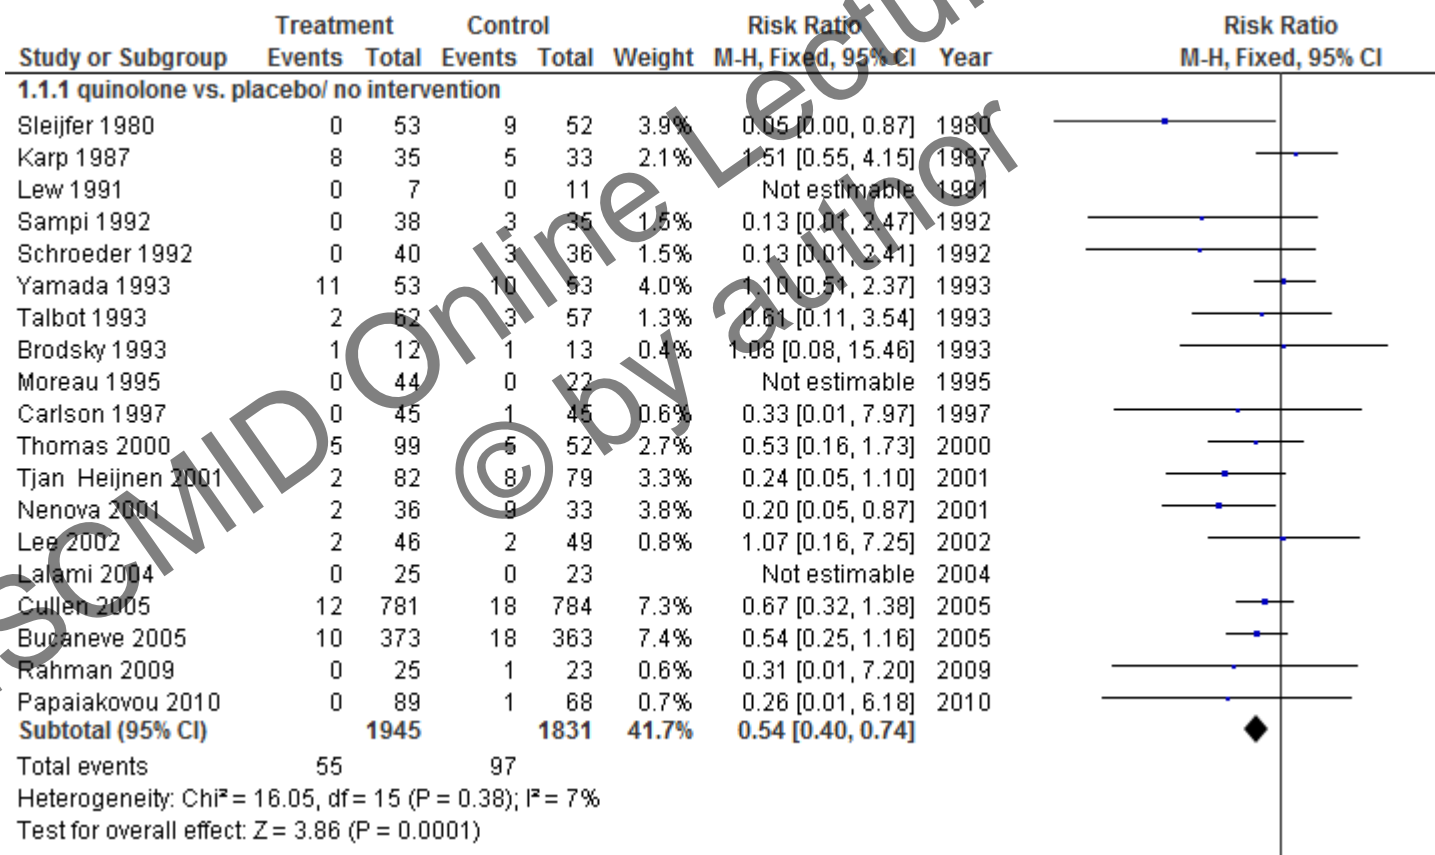 Treatment Control Risk Ratio Risk Ratio
Study or Subgroup Events Total Events Total Weight M-H, Fixed, 95% CI Year M-H, Fixed, 95% CI
1.1.1 quinolone vs. placebo/ no intervention
Sleijfer 1980 0 53 9 52 3.9% 0.05 [0.00, 0.87] 1980
Karp 1987 8 35 5 33 2.1% 1.51 [0.55, 4.15] 1987
Lew 1991 0 7 0 11 Not estimable 1991
Sampi 1992 0 38 3 35 1.5% 0.13 [0.01, 2.47] 1992
Schroeder 1992 0 40 3 36 1.5% 0.13 [0.01, 2.41] 1992
Yamada 1993 11 53 10 53 4.0% 1.10 [0.51, 2.37] 1993
Talbot 1993 2 62 3 57 1.3% 0.61 [0.11, 3.54] 1993
Brodsky 1993 1 12 1 13 0.4% 1.08 [0.08, 15.46] 1993
Moreau 1995 0 44 0 22 Not estimable 1995
Carlson 1997 0 45 1 45 0.6% 0.33 [0.01, 7.97] 1997
Thomas 2000 5 99 5 52 2.7% 0.53 [0.16, 1.73] 2000
Tjan Heijnen 2001 2 82 8 79 3.3% 0.24 [0.05, 1.10] 2001
Nenova 2001 2 36 9 33 3.8% 0.20 [0.05, 0.87] 2001
Lee 2002 2 46 2 49 0.8% 1.07 [0.16, 7.25] 2002
Lalami 2004 0 25 0 23 Not estimable 2004
Cullen 2005 12 781 18 784 7.3% 0.67 [0.32, 1.38] 2005
Bucaneve 2005 10 373 18 363 7.4% 0.54 [0.25, 1.16] 2005
Rahman 2009 0 25 1 23 0.6% 0.31 [0.01, 7.20] 2009
Papaiakovou 2010 0 89 1 68 0.7% 0.26 [0.01, 6.18] 2010
Subtotal (95% CI) 1945 1831 41.7% 0.54 [0.40, 0.74]
Total events 55 97
Heterogeneity: Chi² = 16.05, df = 15 (P = 0.38); I² = 7%
Test for overall effect: Z = 3.86 (P = 0.0001)
SCMID Online Lectu
© by author